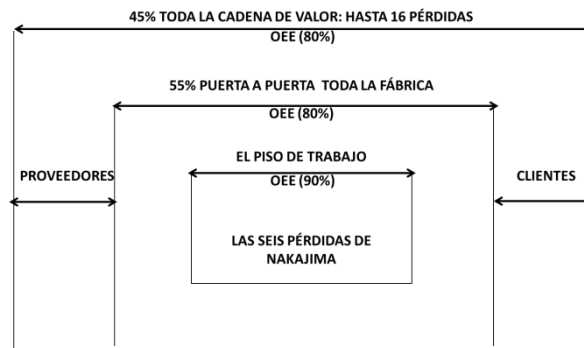 45% TODA LA CADENA DE VALOR: HASTA 16 PÉRDIDAS
OEE (80%)
55% PUERTA A PUERTA TODA LA FÁBRICA
OEE (80%)
EL PISO DE TRABAJO
OEE (90%)
PROVEEDORES
CLIENTES
LAS SEIS PÉRDIDAS DE
NAKAJIMA